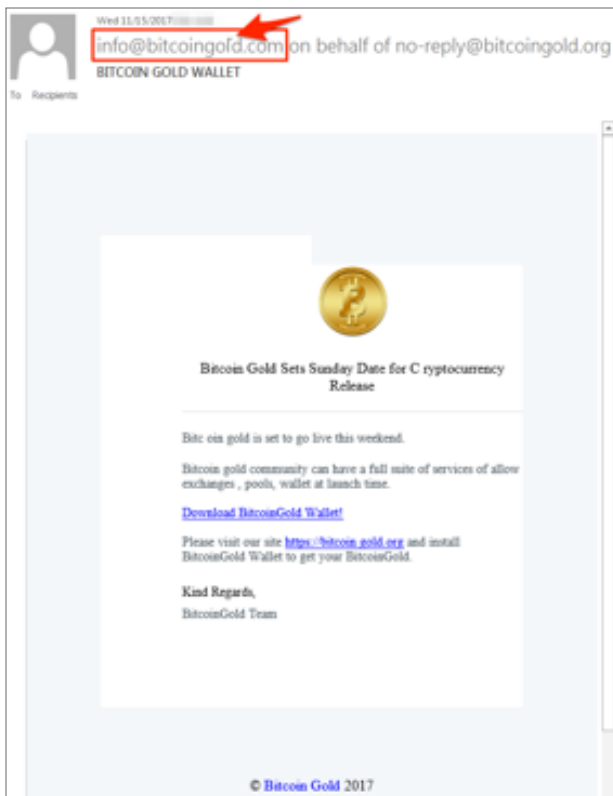 Wed 11/15/2017
info@bitcoingold.com on behalf of no-reply@bitcoingold.org
BITCOIN GOLD WALLET
To Recipients
Bitcoin Gold Sets Sunday Date for C ryptocurrency
Release
Bitc oin gold is set to go live this weekend.
Bitcoin gold community can have a full suite of services of allow
exchanges , pools, wallet at launch time.
Download BitcoinGold Wallet!
Please visit our site https://bitcoin gold.org and install
BitcoinGold Wallet to get your BitcoinGold.
Kind Regards,
BitcoinGold Team
© Bitcoin Gold 2017